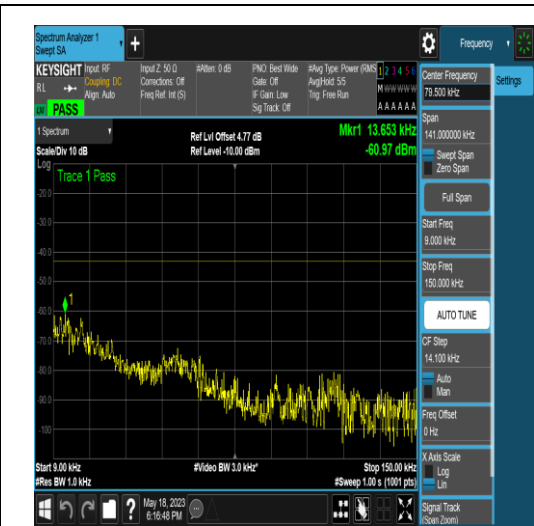 Spectrum Analyzer 1
Swept SA
+
Frequency
KEYSIGHT
RL
Input: RF
Coupling: DC
Align: Auto
Input Z: 50 Ω
Corrections: Off
Freq Ref: Int (S)
#Atten: 0 dB
PNO: Best Wide
Gate: Off
IF Gain: Low
Sig Track: Off
#Avg Type: Power (RMS
Avg|Hold: 5/5
Trig: Free Run
1 2 3 4 5 6
M W W W W W
A A A A A A
PASS
1 Spectrum
Scale/Div 10 dB
Ref Lvl Offset 4.77 dB
Ref Level -10.00 dBm
Mkr1 13.653 kHz
-60.97 dBm
Log
Trace 1 Pass
1
-20.0
-30.0
-40.0
-50.0
-60.0
-70.0
-80.0
-90.0
-100
Start 9.00 kHz
#Res BW 1.0 kHz
#Video BW 3.0 kHz*
Stop 150.00 kHz
#Sweep 1.00 s (1001 pts)
May 18, 2023
6:16:48 PM
?
Settings
Center Frequency
79.500 kHz
Span
141.000000 kHz
Swept Span
Zero Span
Full Span
Start Freq
9.000 kHz
Stop Freq
150.000 kHz
AUTO TUNE
CF Step
14.100 kHz
Auto
Man
Freq Offset
0 Hz
X Axis Scale
Log
Lin
Signal Track
(Span Zoom)